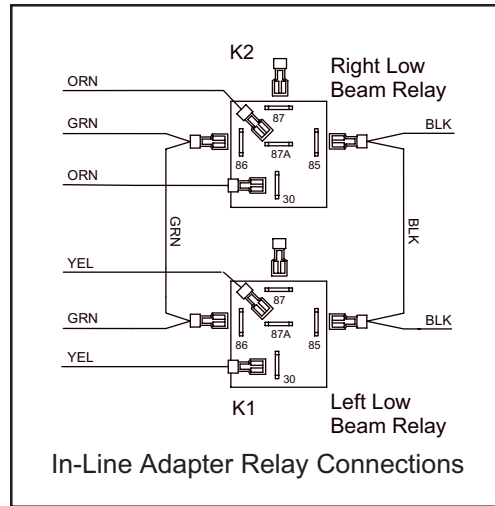 K2
Right Low
Beam Relay
ORN
87
GRN
BLK
86
87A
85
ORN
30
GRN
BLK
YEL
87
GRN
BLK
86
87A
85
YEL
30
K1
Left Low
Beam Relay
In-Line Adapter Relay Connections